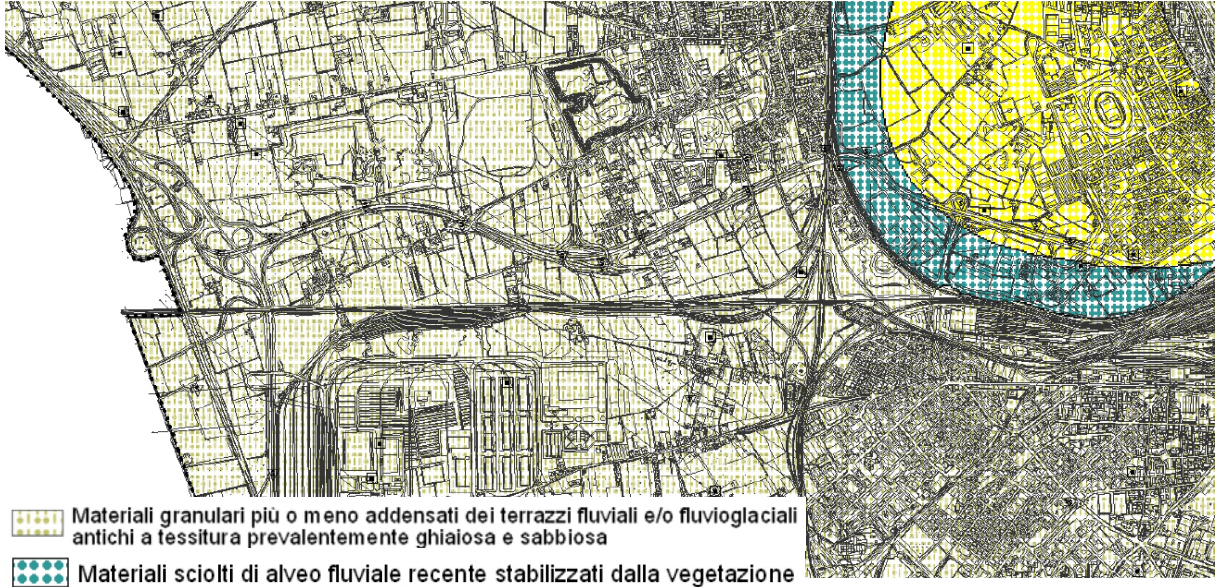 Materiali granulari più o meno addensati dei terrazzi fluviali e/o fluvioglaciali
antichi a tessitura prevalentemente ghiaiosa e sabbiosa
Materiali sciolti di alveo fluviale recente stabilizzati dalla vegetazione